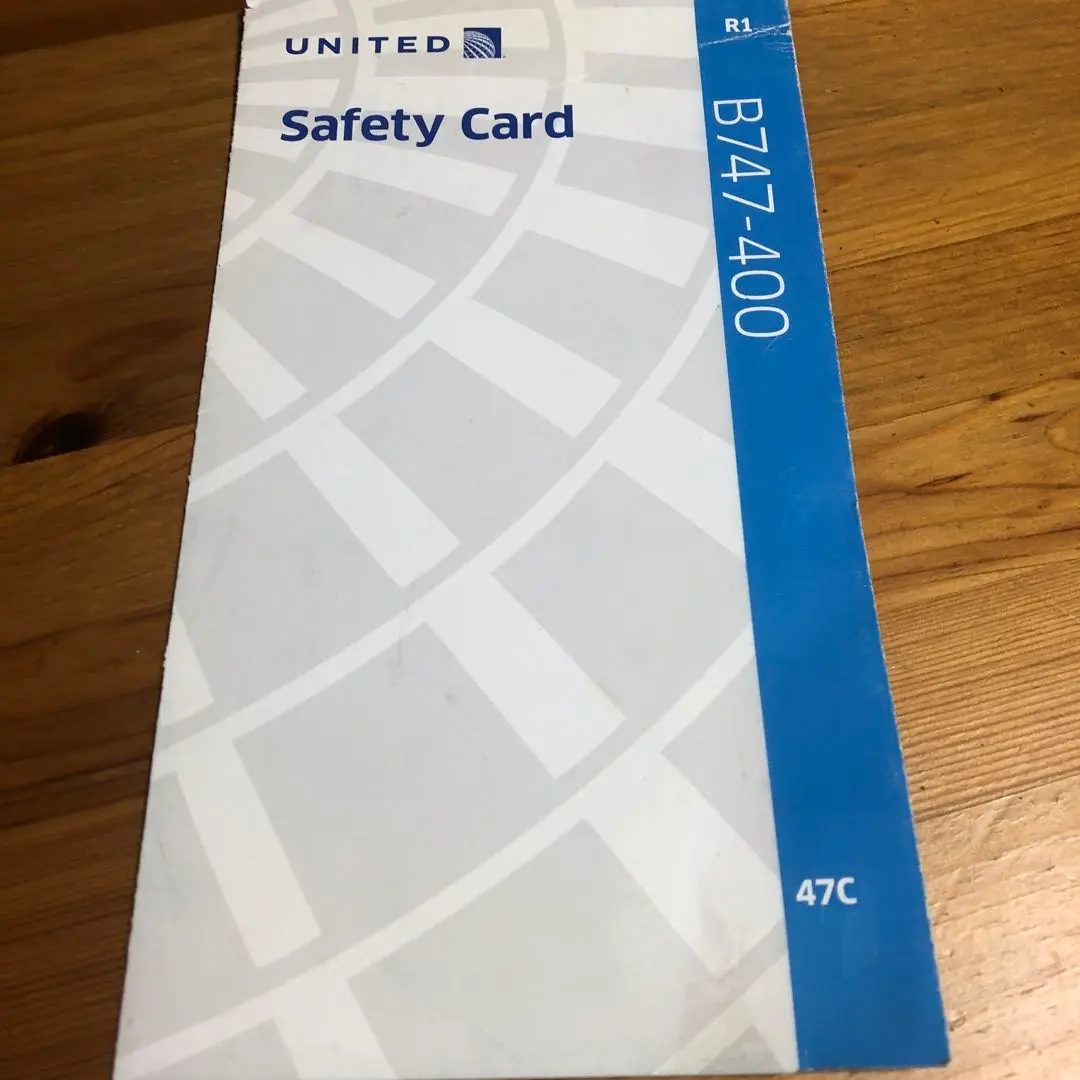 UNITED
Safety Card
R1
B747-400
47C